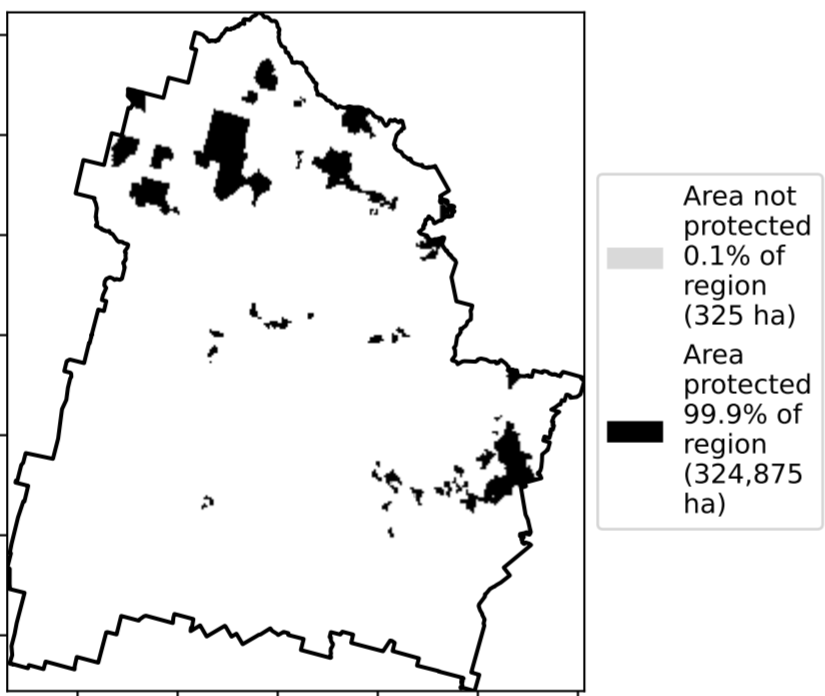 Area not
protected
0.1% of
region
(325 ha)
Area
protected
99.9% of
region
(324,875
ha)